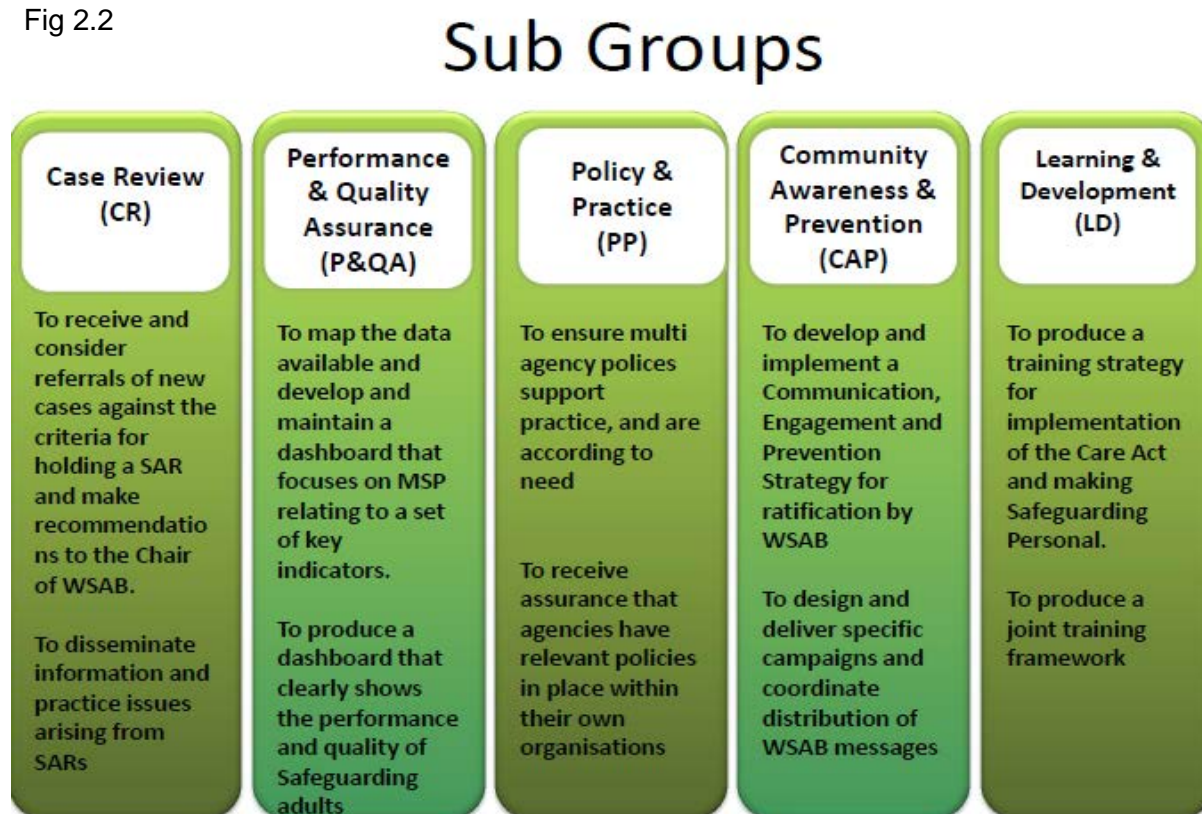 Fig 2.2
Sub Groups
Case Review
(CR)
To receive and
consider
referrals of new
cases against the
criteria for
holding a SAR
and make
recommendatio
ns to the Chair
of WSAB.
To disseminate
information and
practice issues
arising from
SARs
Performance
& Quality
Assurance
(P&QA)
To map the data
available and
develop and
maintain a
dashboard that
focuses on MSP
relating to a set
of key
indicators.
To produce a
dashboard that
clearly shows
the performance
and quality of
Safeguarding
adults
Policy &
Practice
(PP)
To ensure multi
agency polices
support
practice, and are
according to
need
To receive
assurance that
agencies have
relevant policies
in place within
their own
organisations
Community
Awareness &
Prevention
(CAP)
To develop and
implement a
Communication,
Engagement and
Prevention
Strategy for
ratification by
WSAB
To design and
deliver specific
campaigns and
coordinate
distribution of
WSAB messages
Learning &
Development
(LD)
To produce a
training strategy
for
implementation
of the Care Act
and making
Safeguarding
Personal.
To produce a
joint training
framework